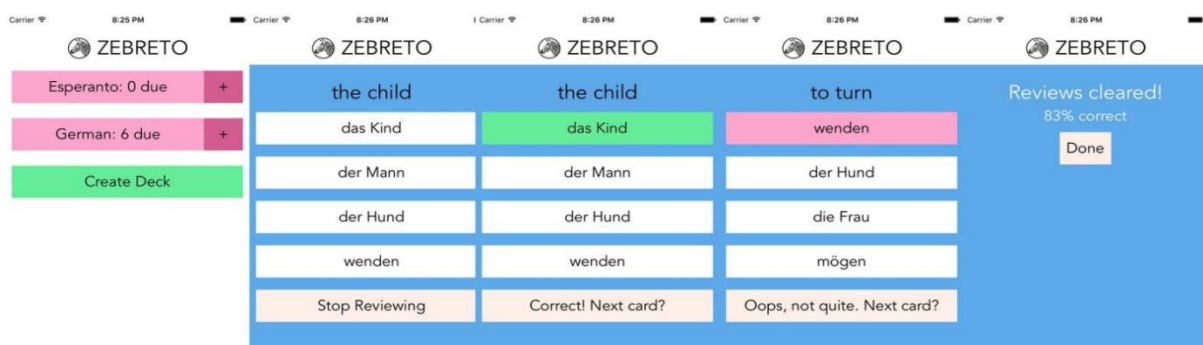 Carrier 8:25 PM
ZEBRETO
Esperanto: 0 due +
German: 6 due +
Create Deck
Carrier 8:26 PM
ZEBRETO
the child
das Kind
der Mann
der Hund
wenden
Stop Reviewing
Carrier 8:26 PM
ZEBRETO
the child
das Kind
der Mann
der Hund
wenden
Correct! Next card?
Carrier 8:26 PM
ZEBRETO
to turn
wenden
der Hund
die Frau
mögen
Oops, not quite. Next card?
Carrier 8:26 PM
ZEBRETO
Reviews cleared!
83% correct
Done